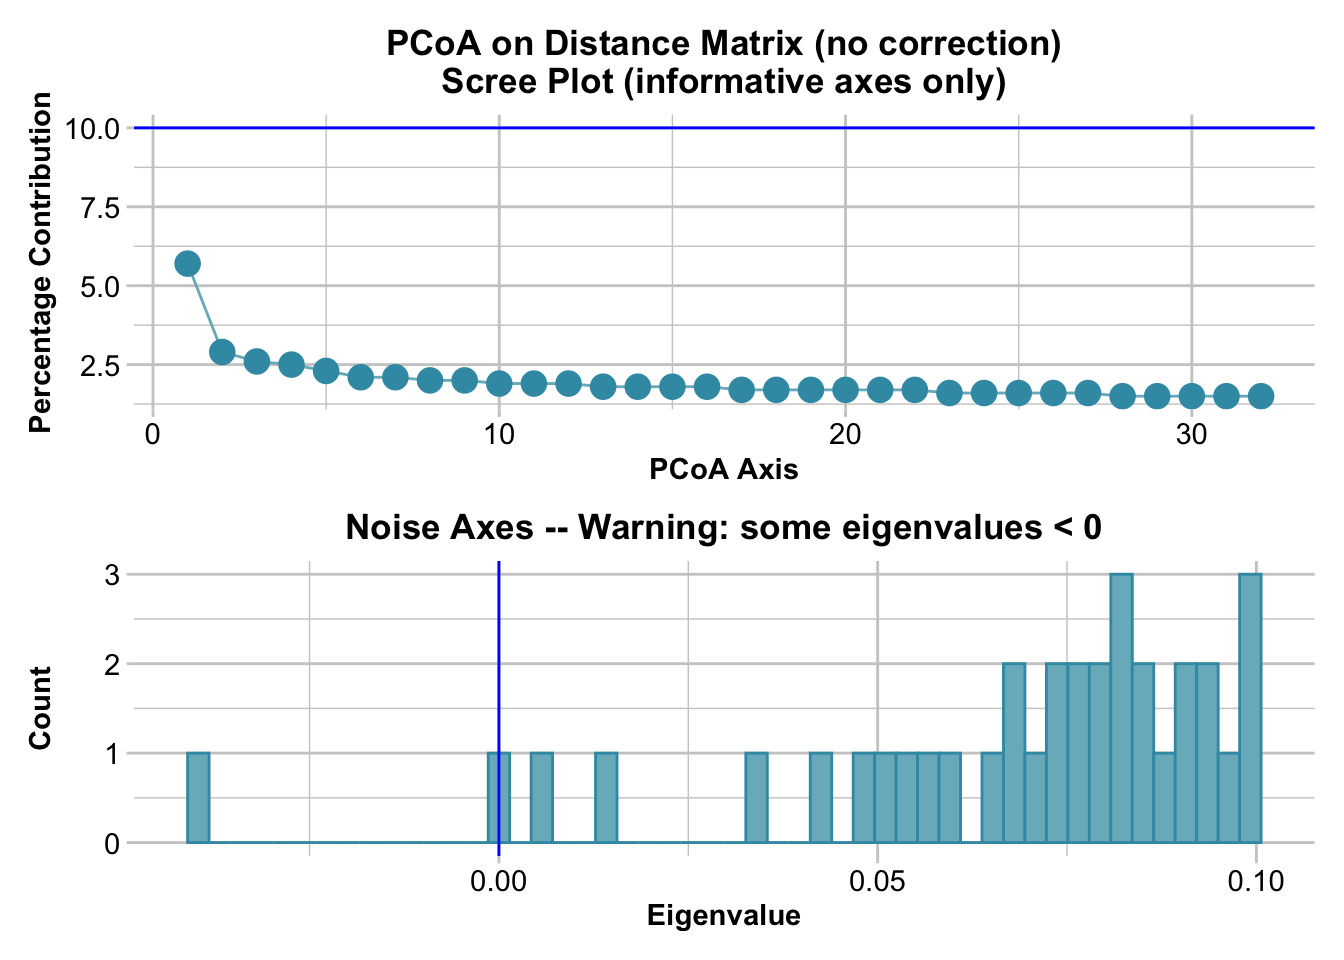 PCoA on Distance Matrix (no correction)
Scree Plot (informative axes only)
Percentage Contribution
10.0
7.5
5.0
2.5
0 10 20 30
PCoA Axis
Noise Axes -- Warning: some eigenvalues < 0
Count
3
2
1
0
0.00 0.05 0.10
Eigenvalue